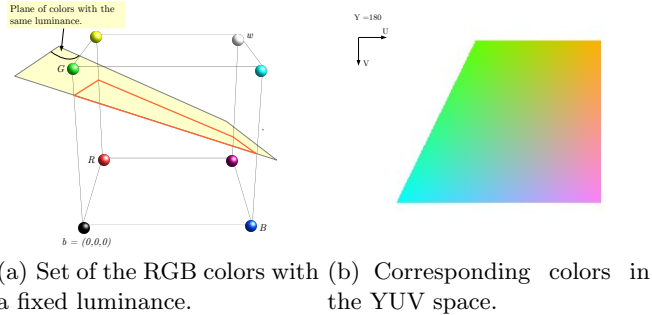 Plane of colors with the
same luminance.
w
G
R
B
b = (0,0,0)
Y =180
U
V
(a) Set of the RGB colors with
a fixed luminance.
(b) Corresponding colors in
the YUV space.